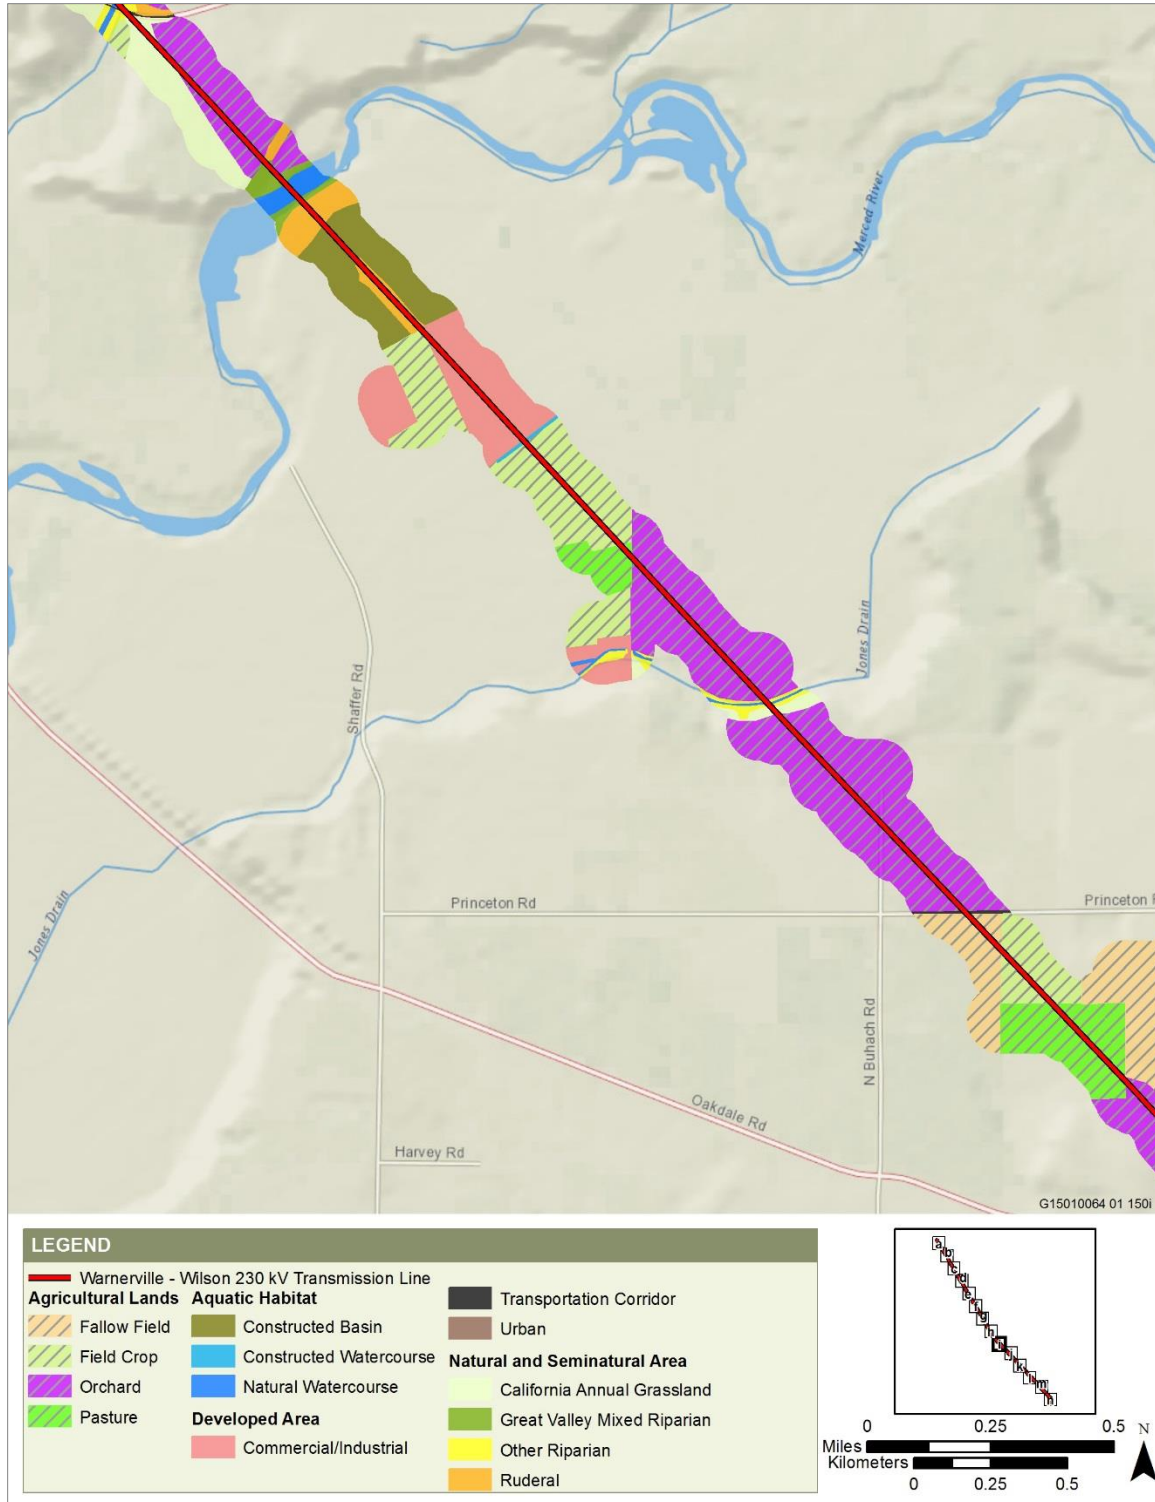 Merced River
Jones Drain
Shaffer Rd
Jones Drain
Princeton Rd
Princeton R
N Buhach Rd
Oakdale Rd
Harvey Rd
G15010064 01 150i
LEGEND
Warnerville - Wilson 230 kV Transmission Line
Agricultural Lands
Fallow Field
Field Crop
Orchard
Pasture
Aquatic Habitat
Constructed Basin
Constructed Watercourse
Natural Watercourse
Developed Area
Commercial/Industrial
Transportation Corridor
Urban
Natural and Seminatural Area
California Annual Grassland
Great Valley Mixed Riparian
Other Riparian
Ruderal
a
b
c
d
e
f
g
h
j
k
l
m
n
0 0.25 0.5
Miles
Kilometers
0 0.25 0.5
N